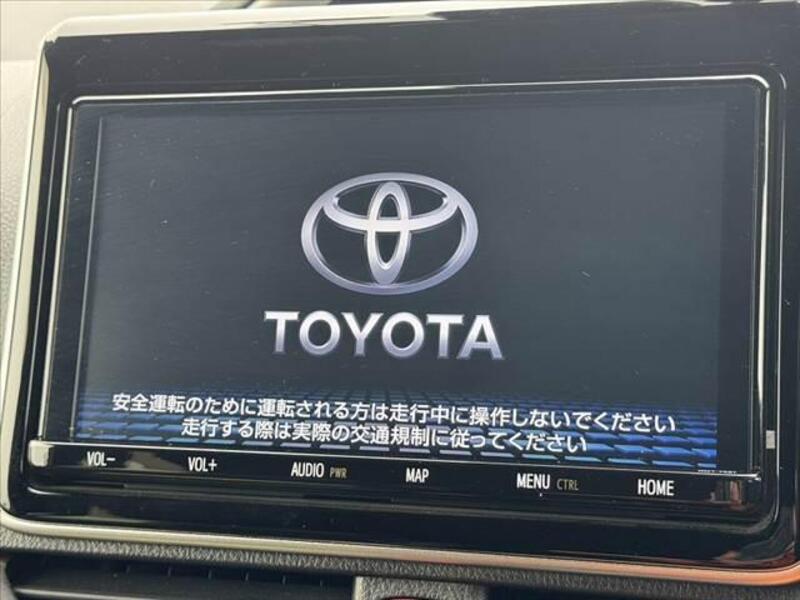 TOYOTA
安全運転のために運転される方は走行中に操作しないでください
走行する際は実際の交通規制に従ってください
VOL- VOL+ AUDIO PWR MAP MENU CTRL HOME